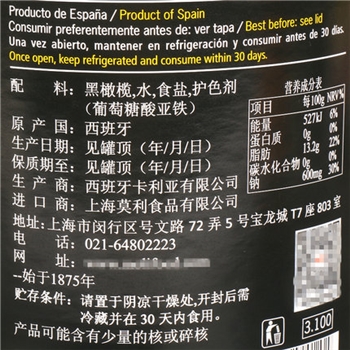 Producto de España / Product of Spain
Consumir preferentemente antes de: ver tapa / Best before: see lid
Una vez abierto, mantener en refrigeración y consumir antes de 30 días.
Once open, keep refrigerated and consume within 30 days.
配料:黑橄榄,水,食盐,护色剂
(葡萄糖酸亚铁)
原产国:西班牙
生产日期:见罐顶(年/月/日)
保质期至:见罐顶(年/月/日)
生产商:西班牙卡利亚食品有限公司
进口商:上海莫利食品有限公司
地址:上海市闵行区号文路72弄5号宝龙城T7座803室
电话:021-64802223
网址:
--始于1875年
贮存条件:请置于阴凉干燥处,开封后需
冷藏并在30天内食用。
产品可能含有少量的核或碎核
营养成分表
项目 每100g NRV%
能量 527kJ 6%
蛋白质 0g 0%
脂肪 13.2g 22%
碳水化合物 0g 0%
钠 600mg 30%
3.100